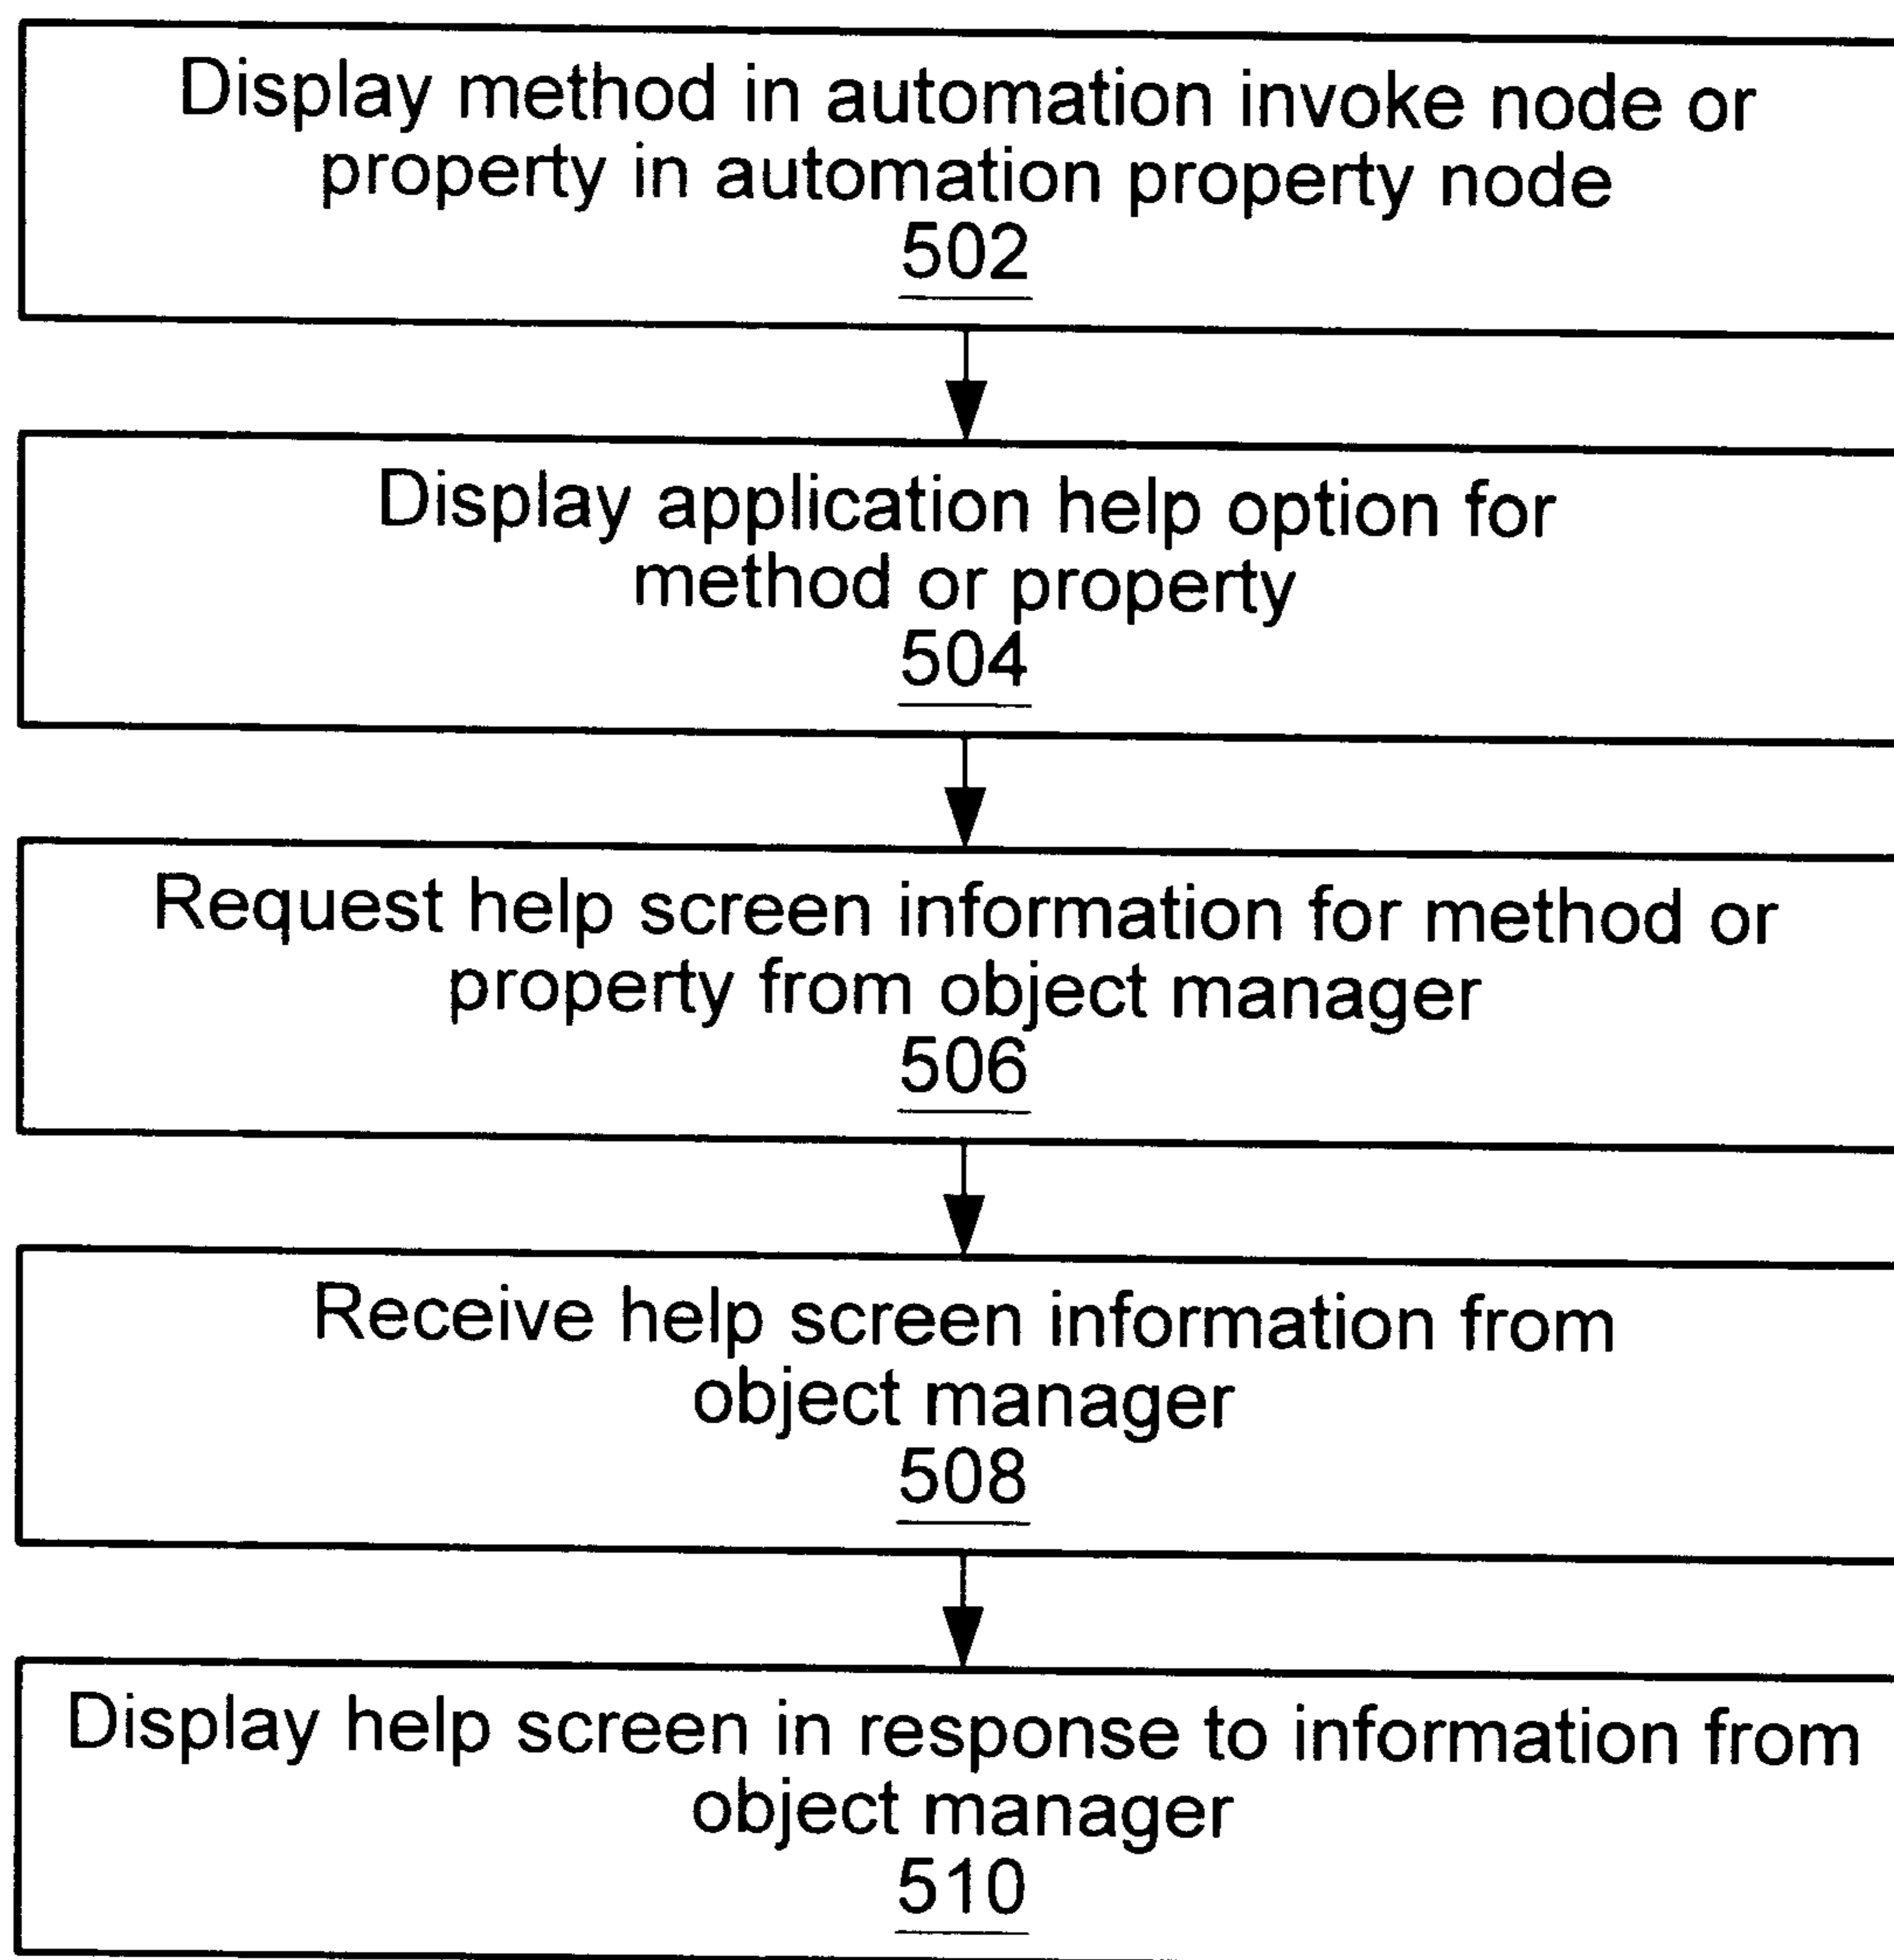 Display method in automation invoke node or
property in automation property node
502
Display application help option for
method or property
504
Request help screen information for method or
property from object manager
506
Receive help screen information from
object manager
508
Display help screen in response to information from
object manager
510